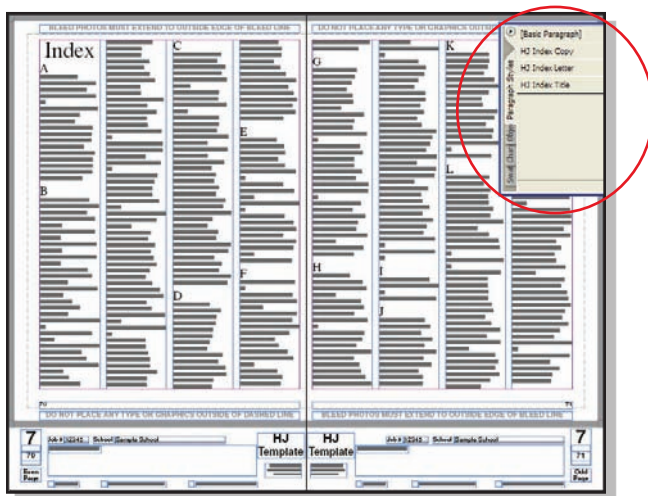 BLEED PHOTOS MUST EXTEND TO OUTSIDE EDGE OF BLEED LINE
DO NOT PLACE ANY TYPE OR GRAPHICS OUTSIDE
[Basic Paragraph]
HJ Index Copy
HJ Index Letter
HJ Index Title
Paragraph Styles
Index
A
B
C
D
E
F
G
H
I
J
K
L
70
71
DO NOT PLACE ANY TYPE OR GRAPHICS OUTSIDE OF DASHED LINE
BLEED PHOTOS MUST EXTEND TO OUTSIDE EDGE OF BLEED LINE
7
70
Even
Page
Job # 12345 School Sample School
HJ
Template
HJ
Template
Job # 12345 School Sample School
7
71
Odd
Page